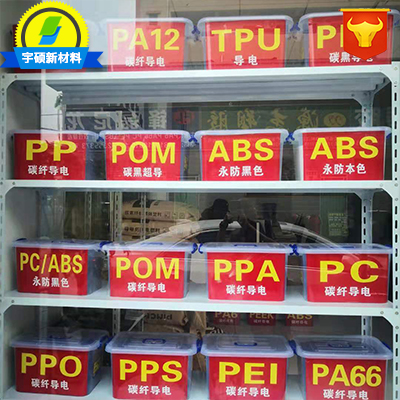 宇硕新材料
PA12
导电
TPU
导电
碳黑导电
PP
碳纤导电
POM
碳黑超导
ABS
永防黑色
ABS
永防本色
PC/ABS
永防黑色
POM
碳纤导电
PPA
碳纤导电
PC
碳纤导电
PA6
PEEK
ABS
PPO
碳纤导电
PPS
碳纤导电
PEI
碳纤导电
PA66
碳纤导电